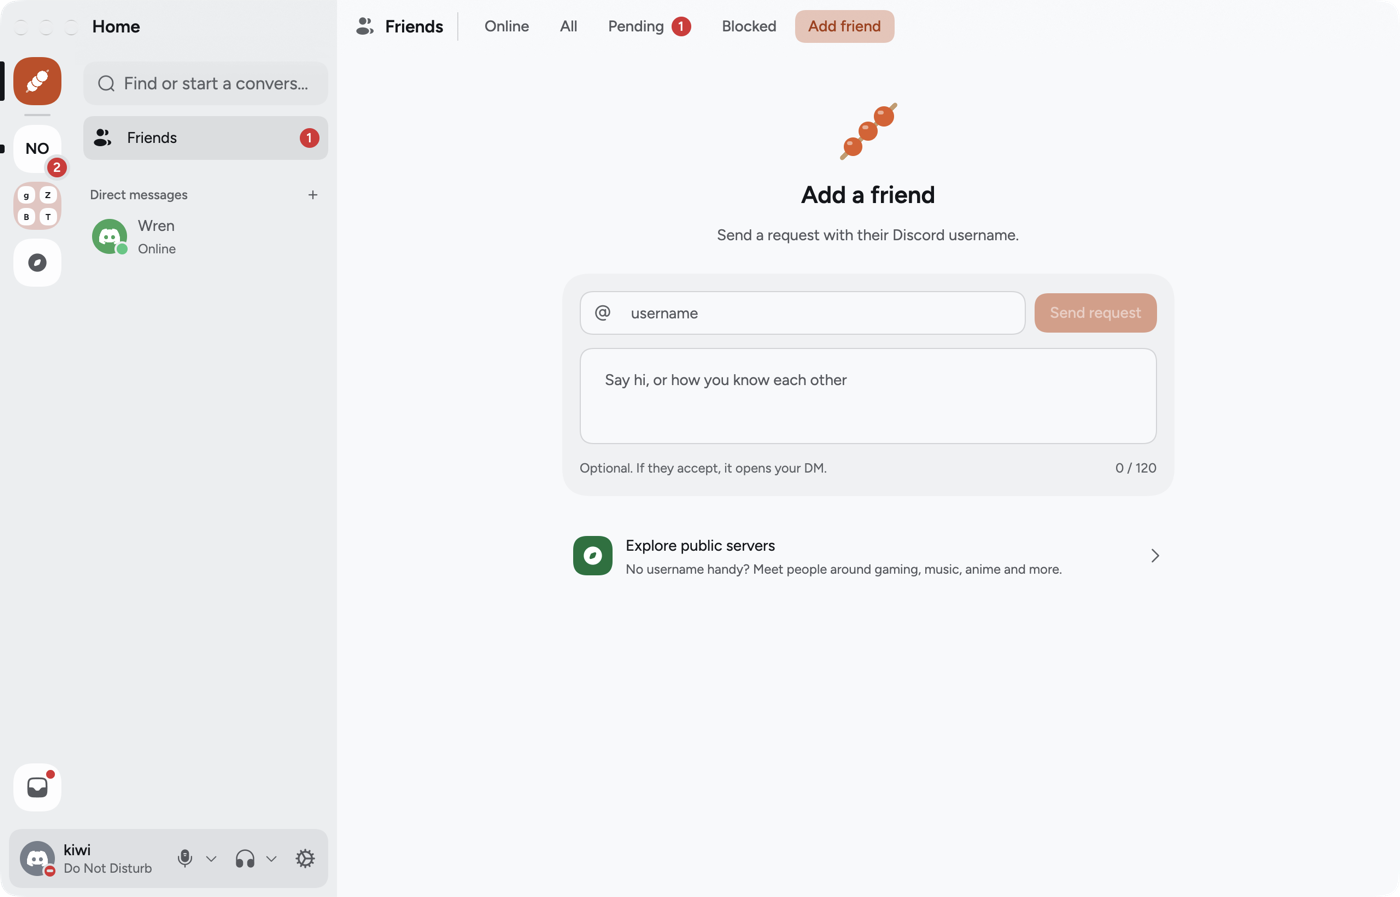 Home
Find or start a convers...
NO
2
g Z
B T
Friends 1
Direct messages +
Wren
Online
kiwi
Do Not Disturb
Friends
Online
All
Pending 1
Blocked
Add friend
Add a friend
Send a request with their Discord username.
@ username
Send request
Say hi, or how you know each other
Optional. If they accept, it opens your DM.
0 / 120
Explore public servers
No username handy? Meet people around gaming, music, anime and more.